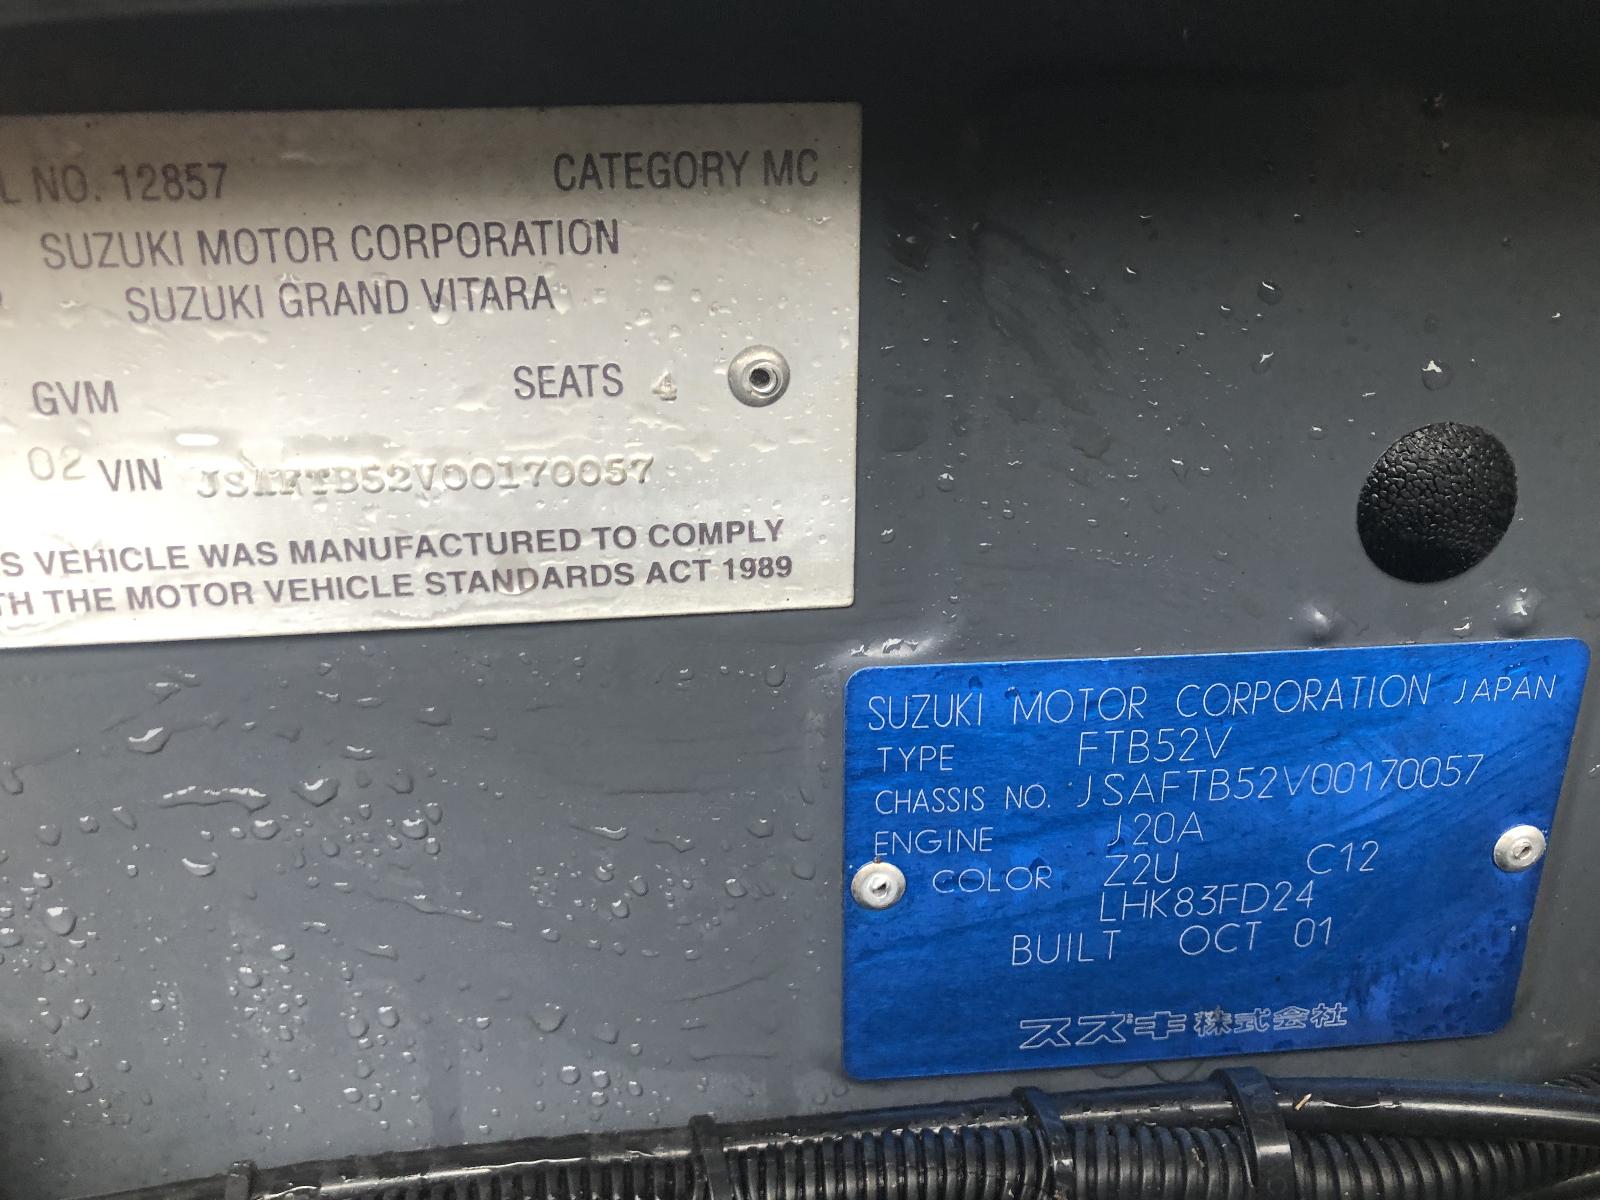 L NO. 12857 CATEGORY MC
SUZUKI MOTOR CORPORATION
SUZUKI GRAND VITARA
GVM SEATS 4
02 VIN JSAFTB52V00170057
S VEHICLE WAS MANUFACTURED TO COMPLY
TH THE MOTOR VEHICLE STANDARDS ACT 1989
SUZUKI MOTOR CORPORATION JAPAN
TYPE FTB52V
CHASSIS NO. JSAFTB52V00170057
ENGINE J20A
COLOR Z2U C12
LHK83FD24
BUILT OCT 01
スズキ株式会社